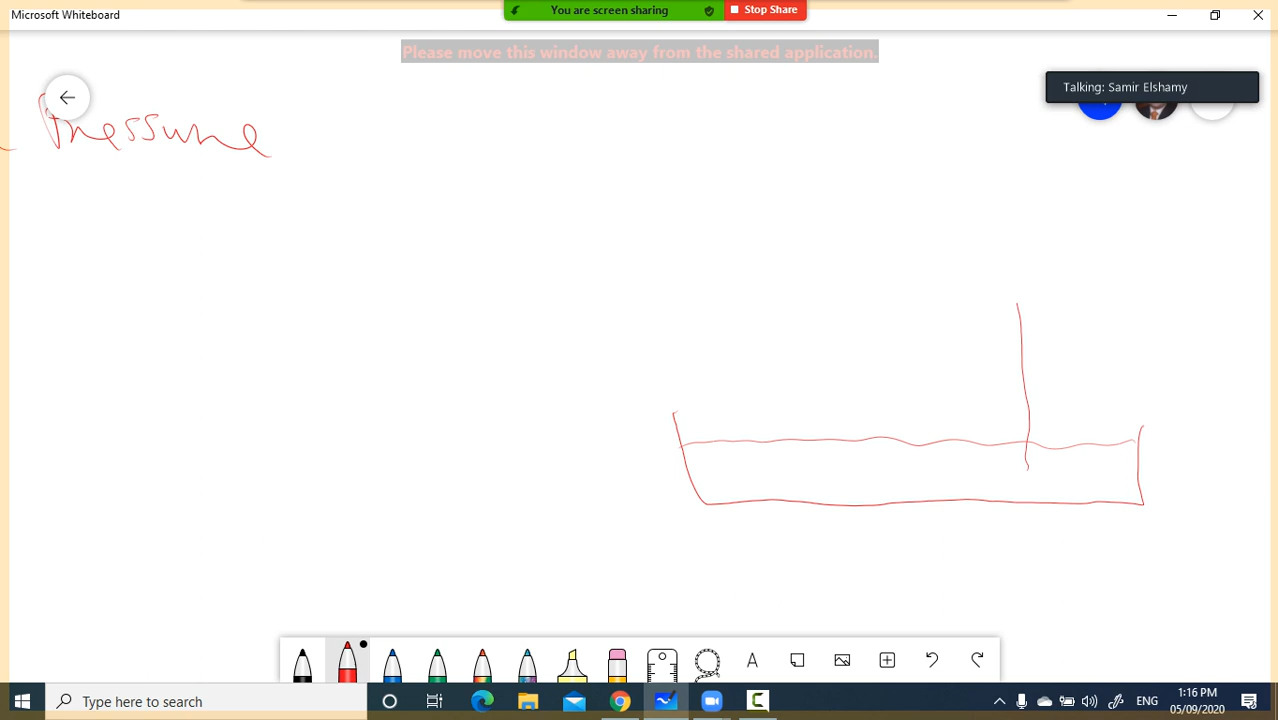 You are screen sharing
Stop Share
Microsoft Whiteboard
Please move this window away from the shared application.
Talking: Samir Elshamy
Pressure
A
Type here to search
ENG
1:16 PM
05/09/2020